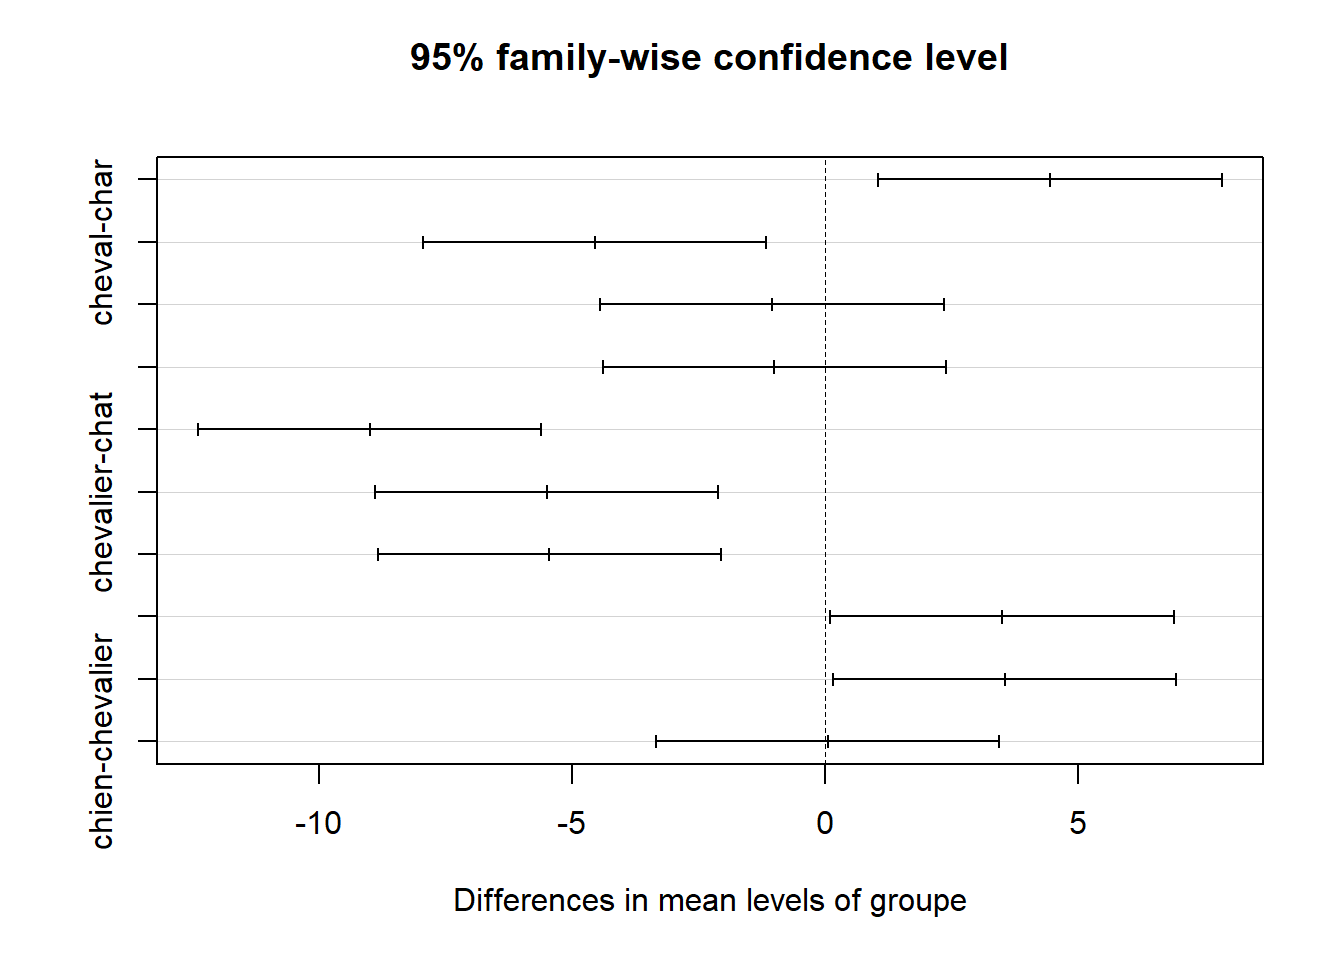 95% family-wise confidence level
cheval-char
chevalier-chat
chien-chevalier
-10 -5 0 5
Differences in mean levels of groupe